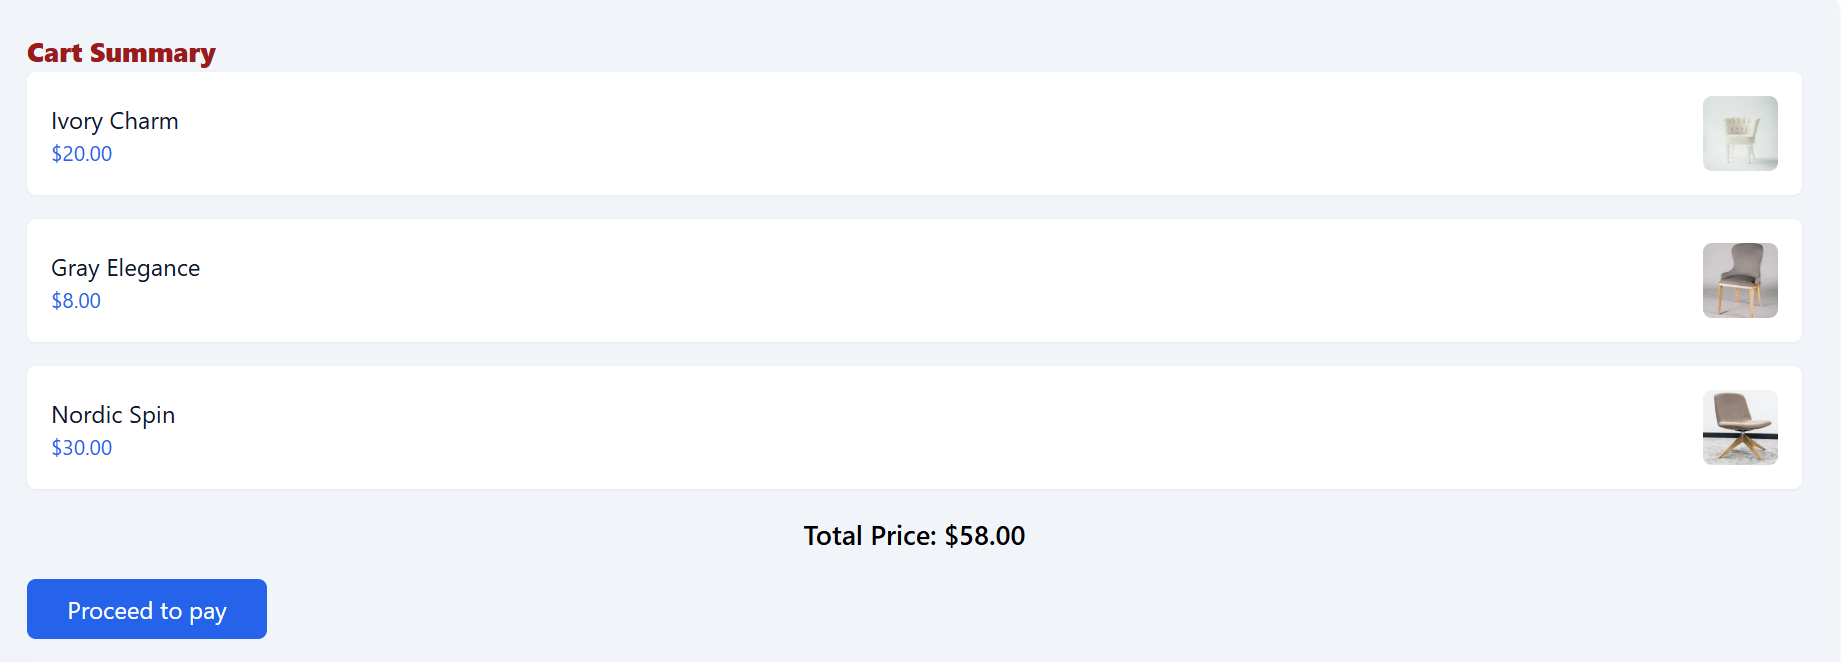 Cart Summary
Ivory Charm
$20.00
Gray Elegance
$8.00
Nordic Spin
$30.00
Total Price: $58.00
Proceed to pay